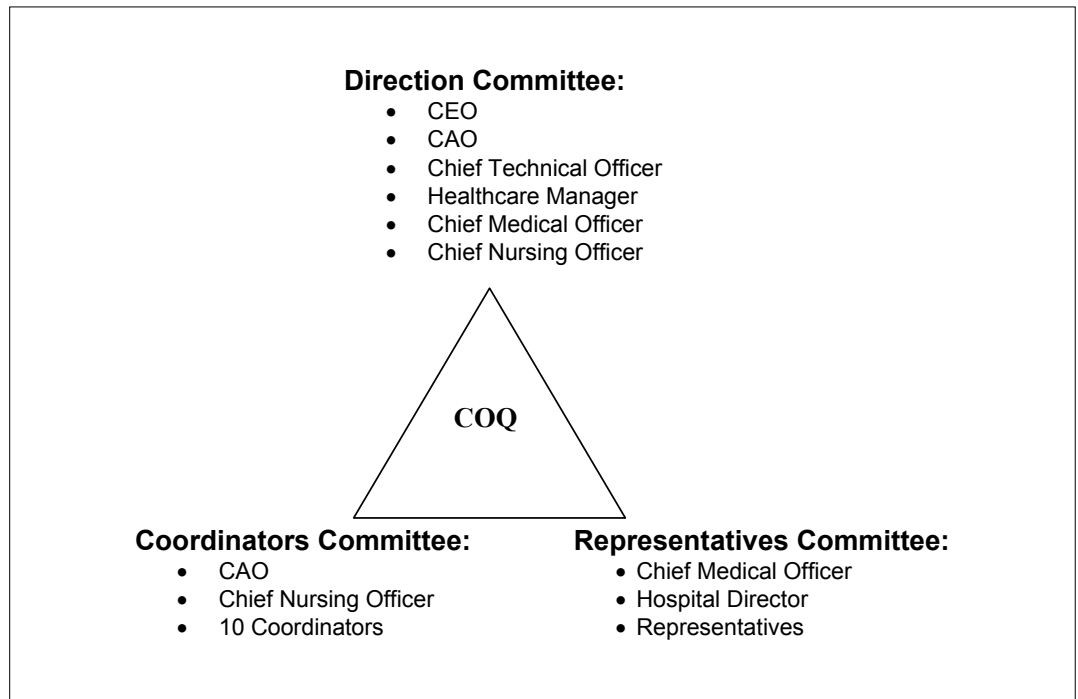 Direction Committee:
• CEO
• CAO
• Chief Technical Officer
• Healthcare Manager
• Chief Medical Officer
• Chief Nursing Officer
COQ
Coordinators Committee:
• CAO
• Chief Nursing Officer
• 10 Coordinators
Representatives Committee:
• Chief Medical Officer
• Hospital Director
• Representatives